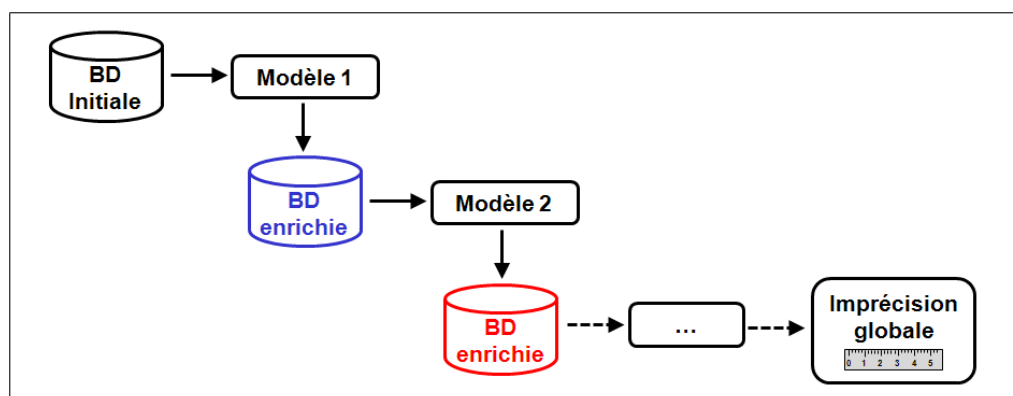 BD
Initiale
Modèle 1
BD
enrichie
Modèle 2
BD
enrichie
...
Imprécision
globale
0 1 2 3 4 5